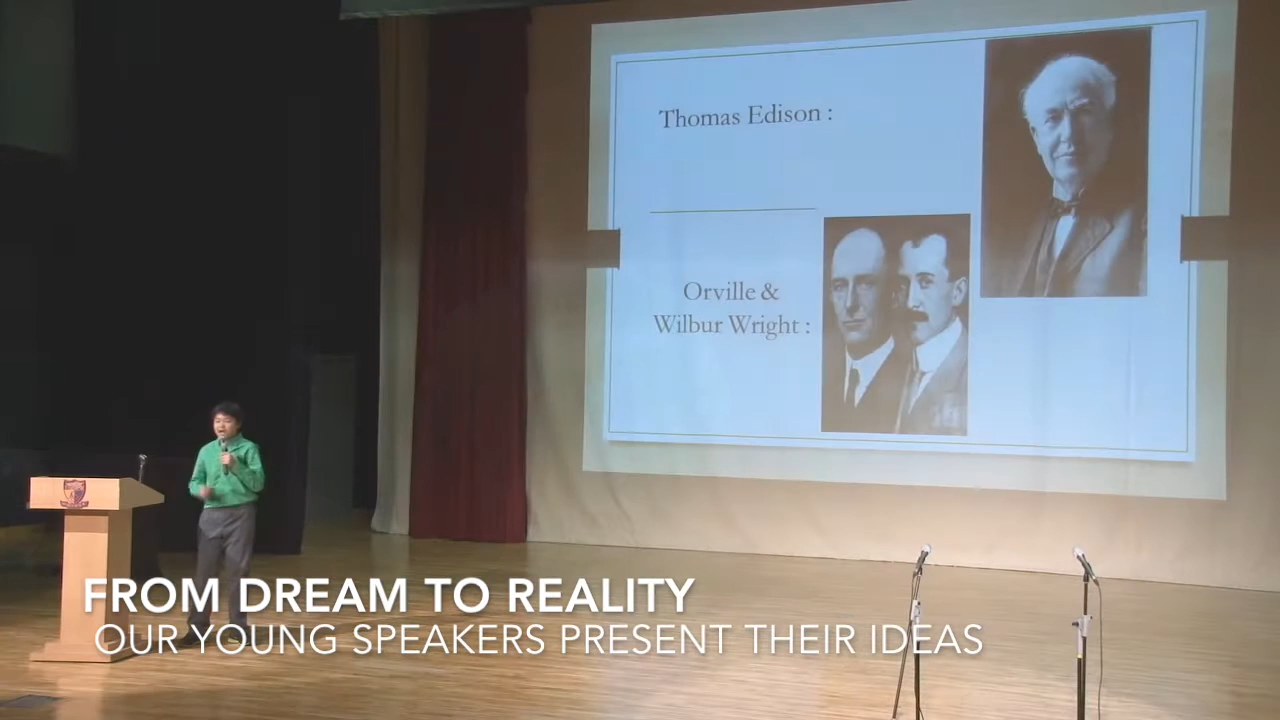 Thomas Edison :
Orville &
Wilbur Wright :
FROM DREAM TO REALITY
OUR YOUNG SPEAKERS PRESENT THEIR IDEAS